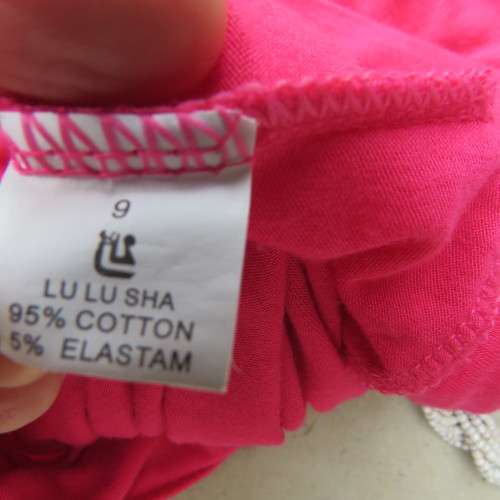 9
LU LU SHA
95% COTTON
5% ELASTAM